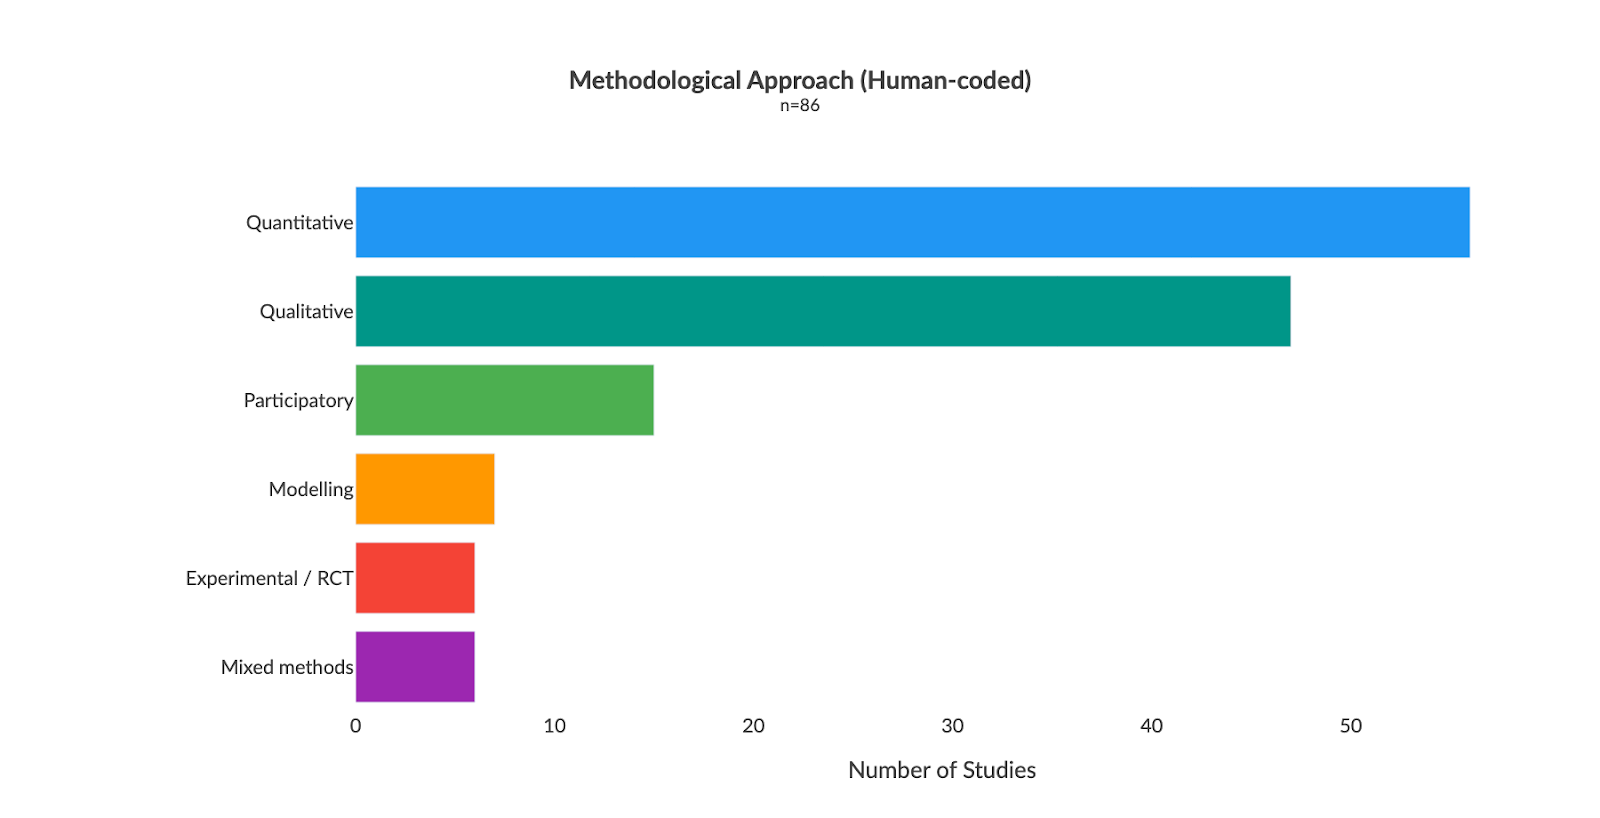 Methodological Approach (Human-coded)
n=86
Quantitative
Qualitative
Participatory
Modelling
Experimental / RCT
Mixed methods
0 10 20 30 40 50
Number of Studies